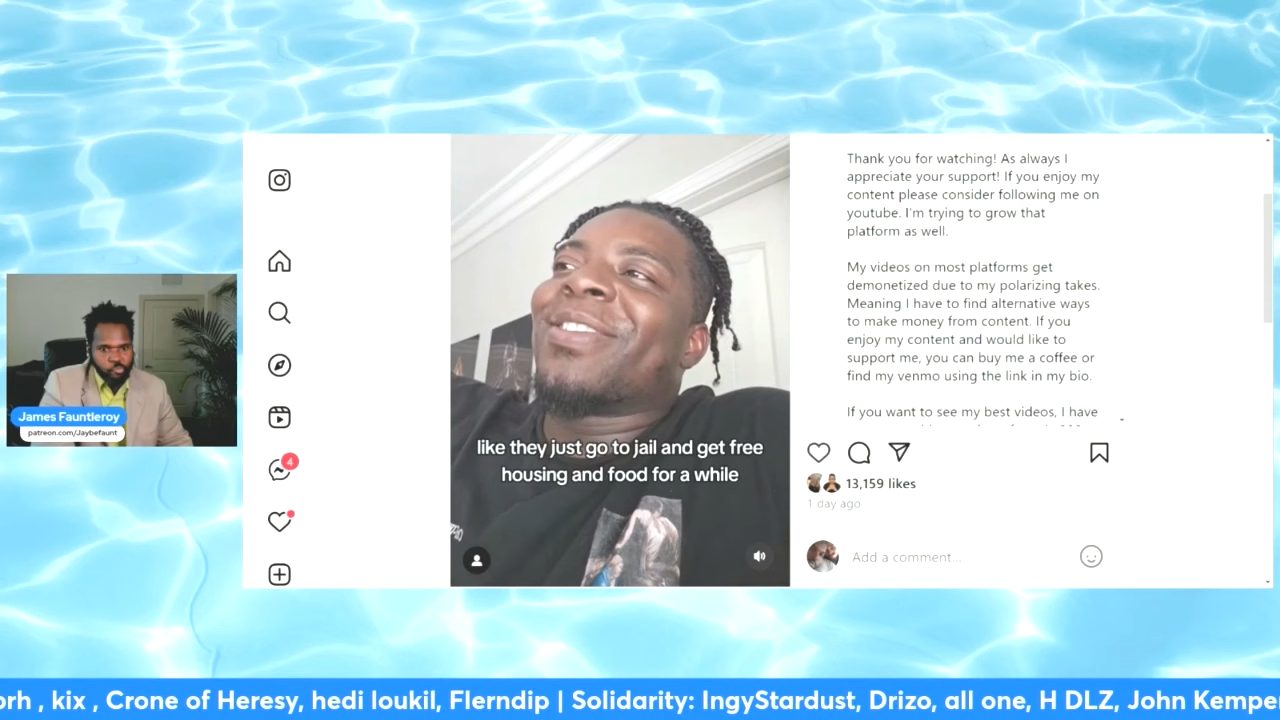 Thank you for watching! As always I
appreciate your support! If you enjoy my
content please consider following me on
youtube. I'm trying to grow that
platform as well.
My videos on most platforms get
demonetized due to my polarizing takes.
Meaning I have to find alternative ways
to make money from content. If you
enjoy my content and would like to
support me, you can buy me a coffee or
find my venmo using the link in my bio.
If you want to see my best videos, I have
like they just go to jail and get free
housing and food for a while
James Fauntleroy
patreon.com/Jaybefaunt
4
13,159 likes
1 day ago
Add a comment...
orh , kix , Crone of Heresy, hedi loukil, Flerndip | Solidarity: IngyStardust, Drizo, all one, H DLZ, John Kempe